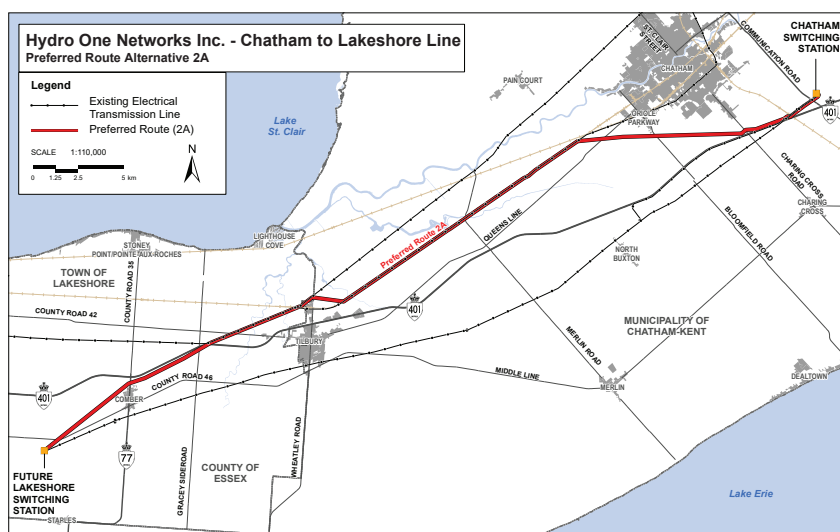 Hydro One Networks Inc. - Chatham to Lakeshore Line
Preferred Route Alternative 2A
Legend
Existing Electrical
Transmission Line
Preferred Route (2A)
SCALE 1:110,000
0 1.25 2.5 5 km
N
Lake
St. Clair
PAIN COURT
ST CLAIR
STREET
CHATHAM
COMMUNICATION ROAD
CHATHAM
SWITCHING
STATION
401
ORIOLE
PARKWAY
CHARING CROSS
ROAD
CHARING
CROSS
BLOOMFIELD ROAD
LIGHTHOUSE
COVE
STONEY
POINT/POINTE-AUX-ROCHES
TOWN OF
LAKESHORE
COUNTY ROAD 35
Preferred Route 2A
QUEENS LINE
NORTH
BUXTON
401
COUNTY ROAD 42
TILBURY
MUNICIPALITY OF
CHATHAM-KENT
MERLIN ROAD
MIDDLE LINE
COUNTY ROAD 46
DEALTOWN
MERLIN
401
COMBER
77
GRACEY SIDEROAD
WHEATLEY ROAD
COUNTY OF
ESSEX
FUTURE
LAKESHORE
SWITCHING
STATION
STAPLES
Lake Erie